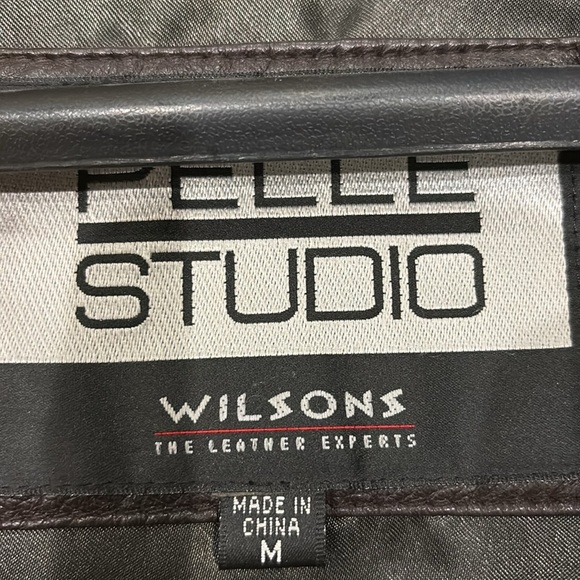 PELLE
STUDIO
WILSONS
THE LEATHER EXPERTS
MADE IN
CHINA
M